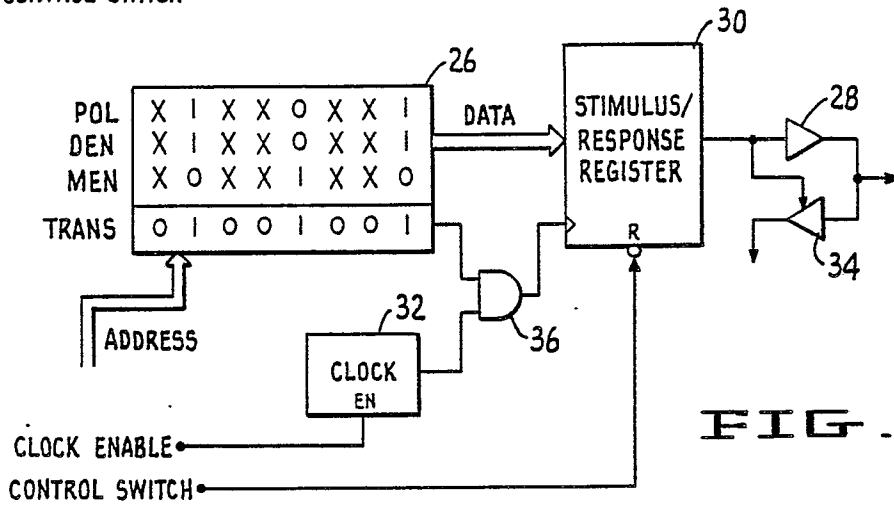 30
26
POL X 1 X X 0 X X 1
DEN X 1 X X 0 X X 1
MEN X 0 X X 1 X X 0
TRANS 0 1 0 0 1 0 0 1
DATA
STIMULUS/
RESPONSE
REGISTER
R
28
34
ADDRESS
32
36
CLOCK
EN
CLOCK ENABLE
CONTROL SWITCH
FIG.